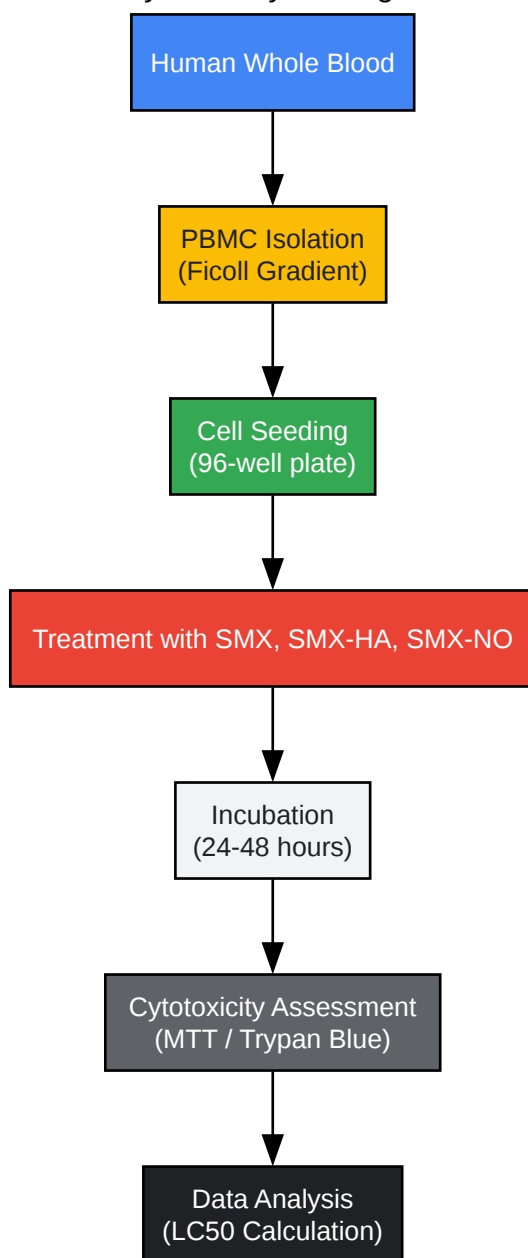 Human Whole Blood
PBMC Isolation
(Ficoll Gradient)
Cell Seeding
(96-well plate)
Treatment with SMX, SMX-HA, SMX-NO
Incubation
(24-48 hours)
Cytotoxicity Assessment
(MTT / Trypan Blue)
Data Analysis
(LC50 Calculation)